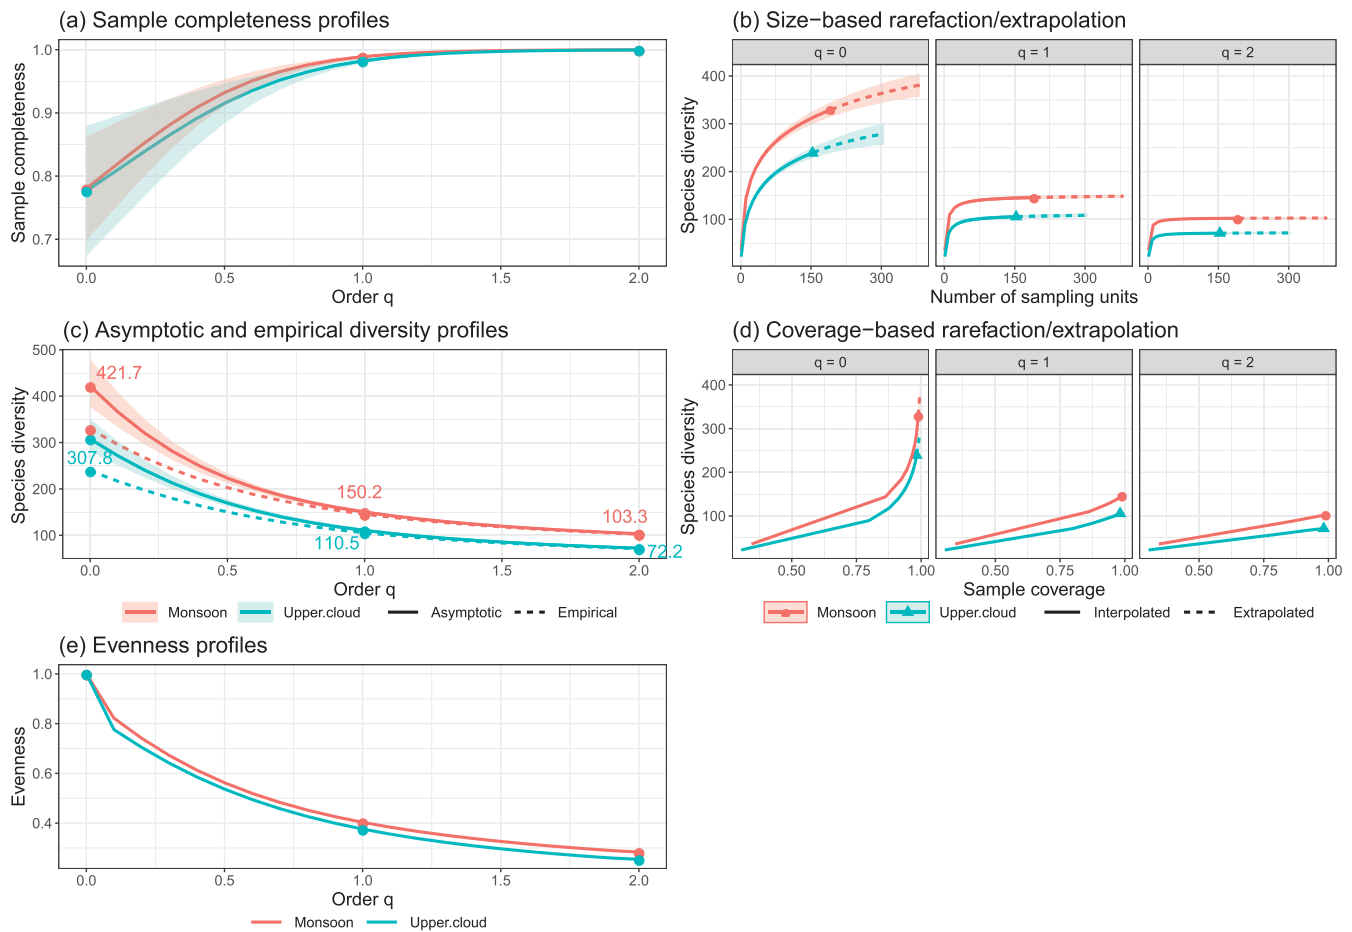 (a) Sample completeness profiles
Sample completeness
1.0
0.9
0.8
0.7
0.0
0.5
1.0
1.5
2.0
Order q
(b) Size−based rarefaction/extrapolation
q = 0
q = 1
q = 2
Species diversity
400
300
200
100
0
150
300
0
150
300
0
150
300
Number of sampling units
(c) Asymptotic and empirical diversity profiles
Species diversity
500
400
300
200
100
421.7
307.8
150.2
110.5
103.3
72.2
0.0
0.5
1.0
1.5
2.0
Order q
Monsoon
Upper.cloud
Asymptotic
Empirical
(d) Coverage−based rarefaction/extrapolation
q = 0
q = 1
q = 2
Species diversity
400
300
200
100
0.50
0.75
1.00
0.50
0.75
1.00
0.50
0.75
1.00
Sample coverage
Monsoon
Upper.cloud
Interpolated
Extrapolated
(e) Evenness profiles
Evenness
1.0
0.8
0.6
0.4
0.0
0.5
1.0
1.5
2.0
Order q
Monsoon
Upper.cloud